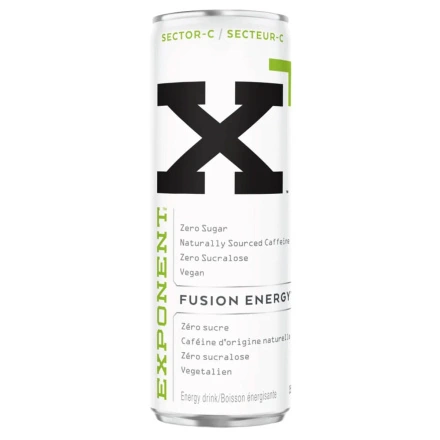 SECTOR-C / SECTEUR-C
X
EXPONENT
Zero Sugar
Naturally Sourced Caffeine
Zero Sucralose
Vegan
FUSION ENERGY
Zéro sucre
Caféine d'origine naturelle
Zéro sucralose
Vegetalien
Energy drink/Boisson énergisante